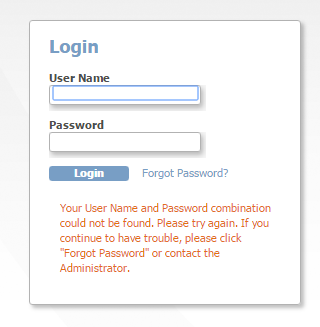 Login
User Name
Password
Login Forgot Password?
Your User Name and Password combination
could not be found. Please try again. If you
continue to have trouble, please click
"Forgot Password" or contact the
Administrator.